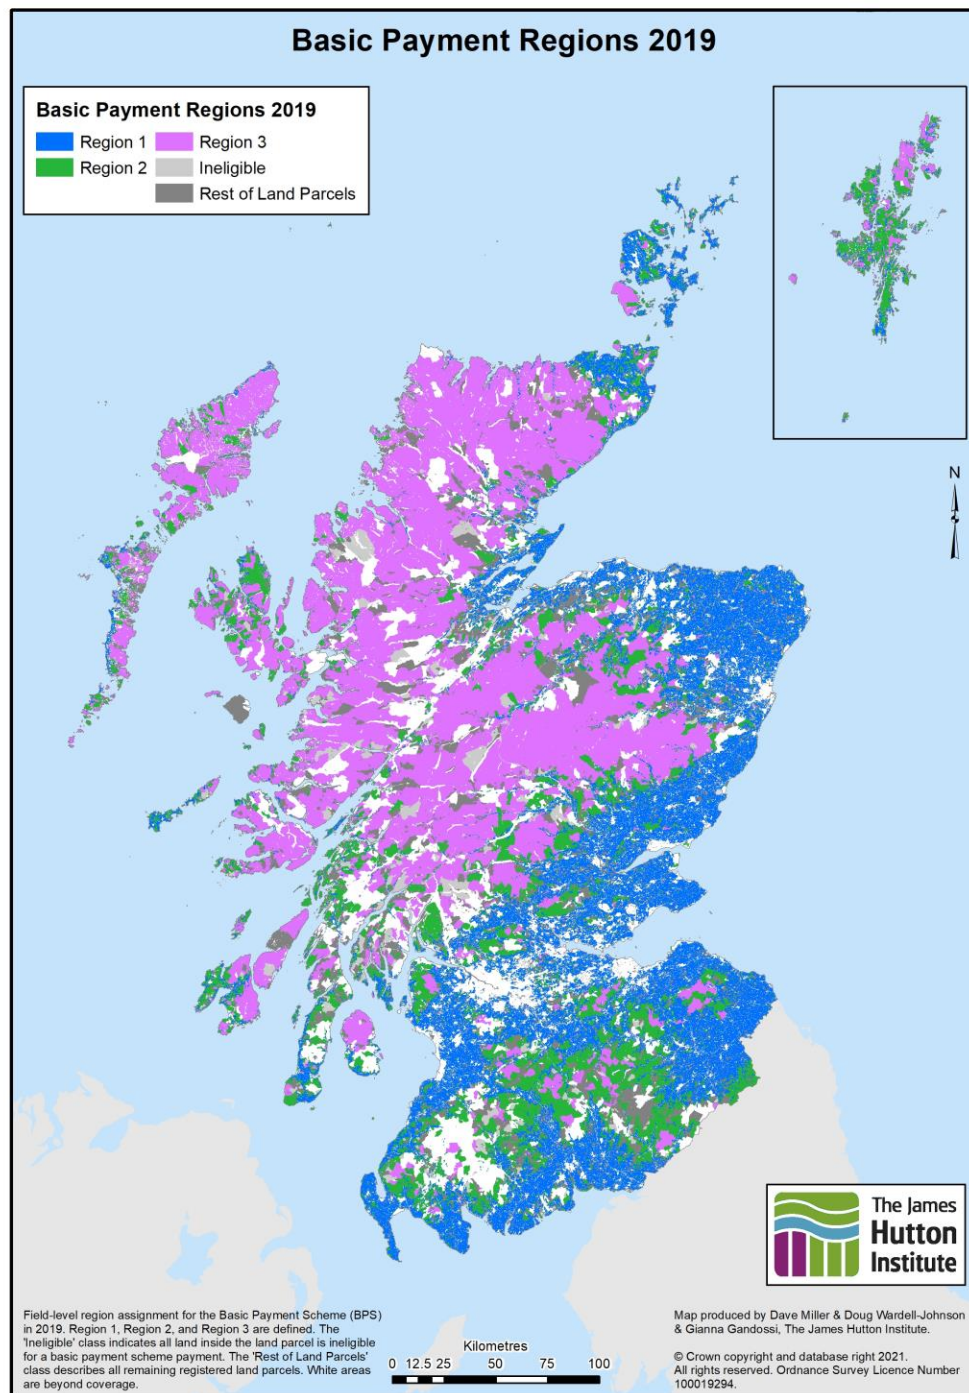 Basic Payment Regions 2019
Basic Payment Regions 2019
Region 1
Region 3
Region 2
Ineligible
Rest of Land Parcels
N
The James
Hutton
Institute
Field-level region assignment for the Basic Payment Scheme (BPS)
in 2019. Region 1, Region 2, and Region 3 are defined. The
'Ineligible' class indicates all land inside the land parcel is ineligible
for a basic payment scheme payment. The 'Rest of Land Parcels'
class describes all remaining registered land parcels. White areas
are beyond coverage.
Kilometres
0 12.5 25 50 75 100
Map produced by Dave Miller & Doug Wardell-Johnson
& Gianna Gandossi, The James Hutton Institute.
© Crown copyright and database right 2021.
All rights reserved. Ordnance Survey Licence Number
100019294.